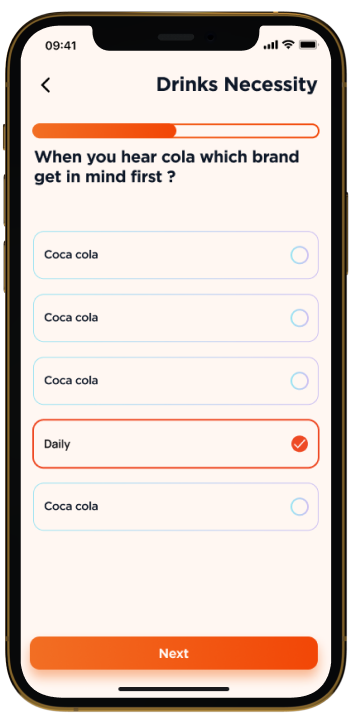 09:41
Drinks Necessity
When you hear cola which brand
get in mind first ?
Coca cola
Coca cola
Coca cola
Daily
Coca cola
Next